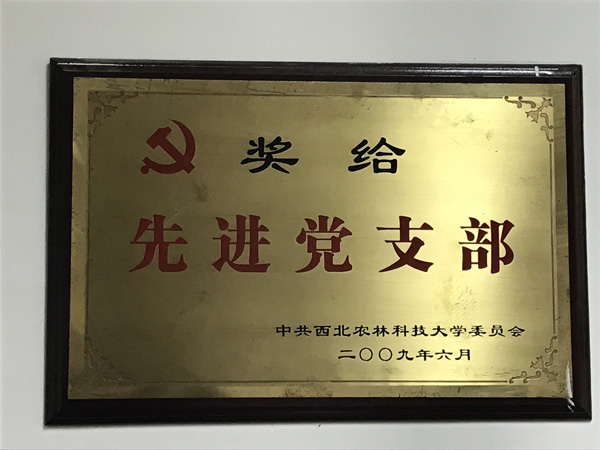 奖给
先进党支部
中共西北农林科技大学委员会
二〇〇九年六月